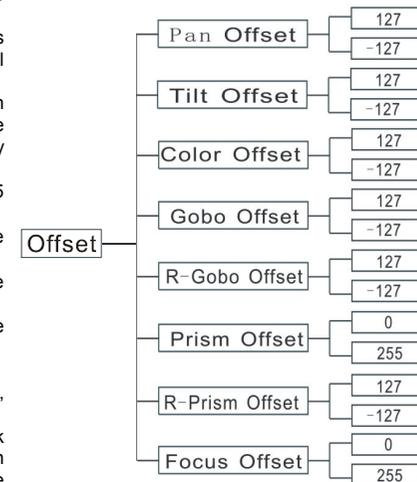 Pan Offset
127
-127
Tilt Offset
127
-127
Color Offset
127
-127
Gobo Offset
127
-127
Offset
R-Gobo Offset
127
-127
Prism Offset
0
255
R-Prism Offset
127
-127
Focus Offset
0
255